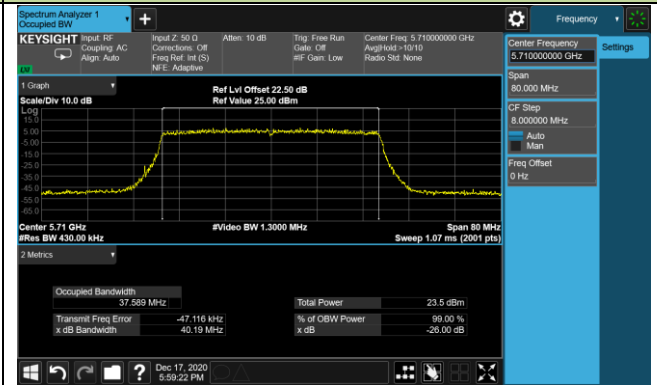 Spectrum Analyzer 1
Occupied BW
+
Frequency
KEYSIGHT
Input: RF
Coupling: AC
Align: Auto
Input Z: 50 Ω
Corrections: Off
Freq Ref: Int (S)
NFE: Adaptive
Atten: 10 dB
Trig: Free Run
Gate: Off
#IF Gain: Low
Center Freq: 5.710000000 GHz
Avg|Hold:>10/10
Radio Std: None
Center Frequency
5.710000000 GHz
Settings
Span
80.000 MHz
CF Step
8.000000 MHz
Auto
Man
Freq Offset
0 Hz
1 Graph
Scale/Div 10.0 dB
Ref Lvl Offset 22.50 dB
Ref Value 25.00 dBm
Log
15.0
5.00
-5.00
-15.0
-25.0
-35.0
-45.0
-55.0
-65.0
Center 5.71 GHz
#Res BW 430.00 kHz
#Video BW 1.3000 MHz
Span 80 MHz
Sweep 1.07 ms (2001 pts)
2 Metrics
Occupied Bandwidth
37.589 MHz
Total Power 23.5 dBm
Transmit Freq Error -47.116 kHz
% of OBW Power 99.00 %
x dB Bandwidth 40.19 MHz
x dB -26.00 dB
?
Dec 17, 2020
5:59:22 PM